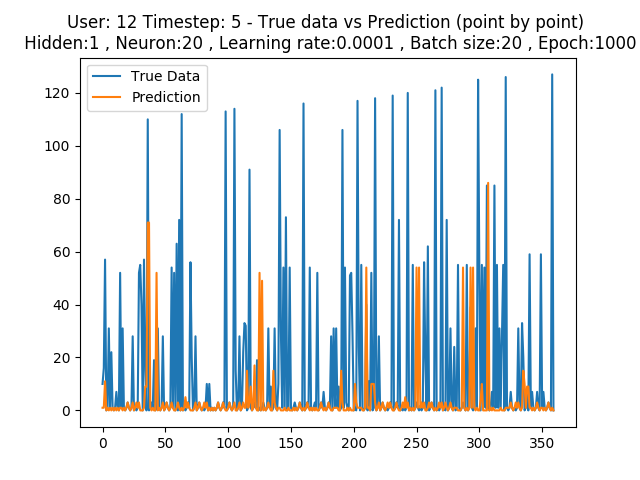 User: 12 Timestep: 5 - True data vs Prediction (point by point)
Hidden:1 , Neuron:20 , Learning rate:0.0001 , Batch size:20 , Epoch:1000
True Data
Prediction
120
100
80
60
40
20
0
0 50 100 150 200 250 300 350